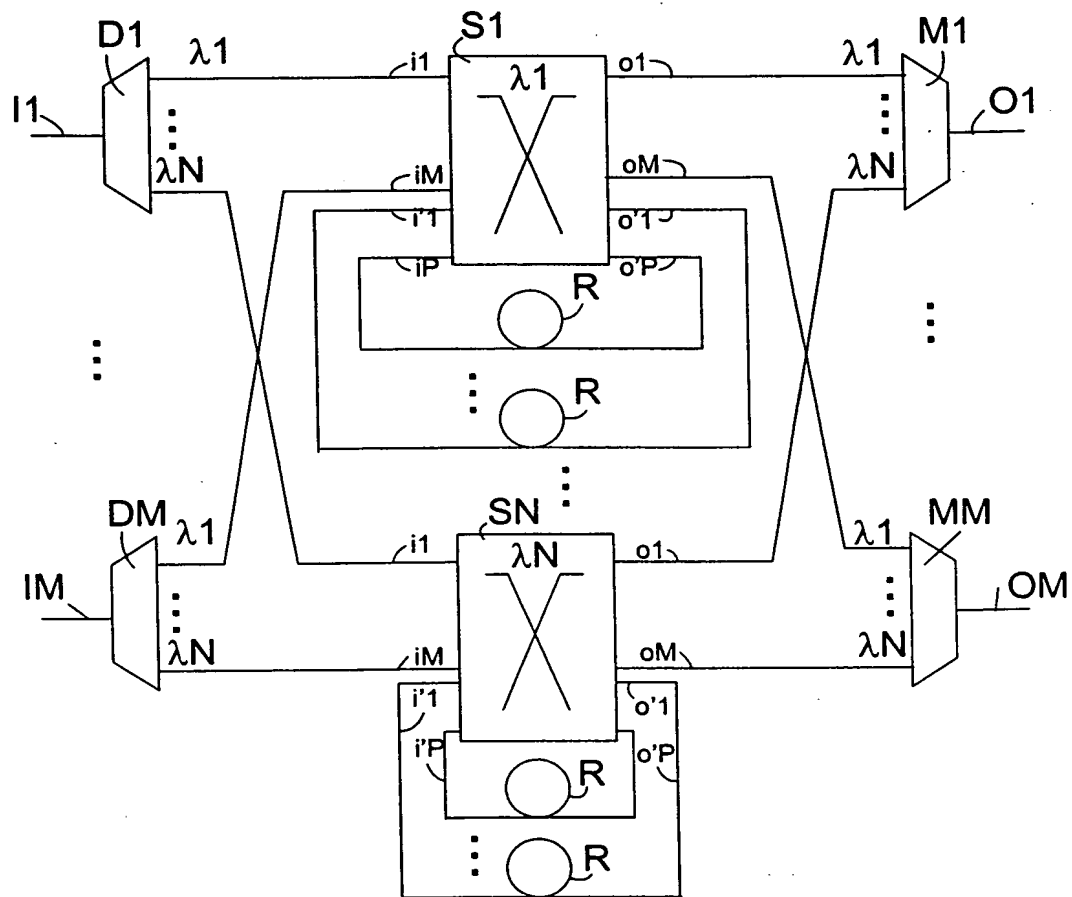 D1
λ1
i1
S1
λ1
o1
λ1
M1
I1
O1
λN
iM
oM
λN
i'1
o'1
iP
o'P
R
R
DM
λ1
i1
SN
λN
o1
λ1
MM
IM
OM
λN
iM
oM
λN
i'1
o'1
i'P
o'P
R
R